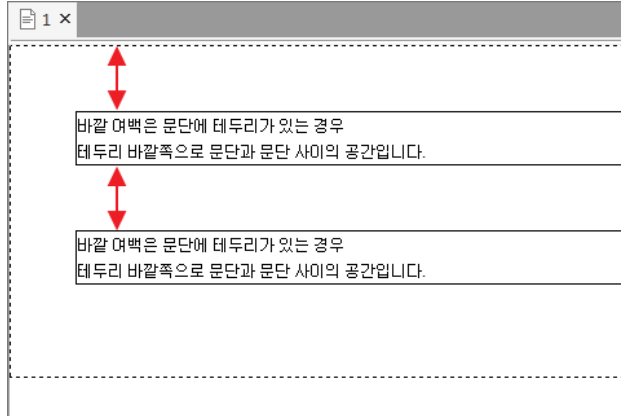 1 ×
바깥 여백은 문단에 테두리가 있는 경우
테두리 바깥쪽으로 문단과 문단 사이의 공간입니다.
바깥 여백은 문단에 테두리가 있는 경우
테두리 바깥쪽으로 문단과 문단 사이의 공간입니다.